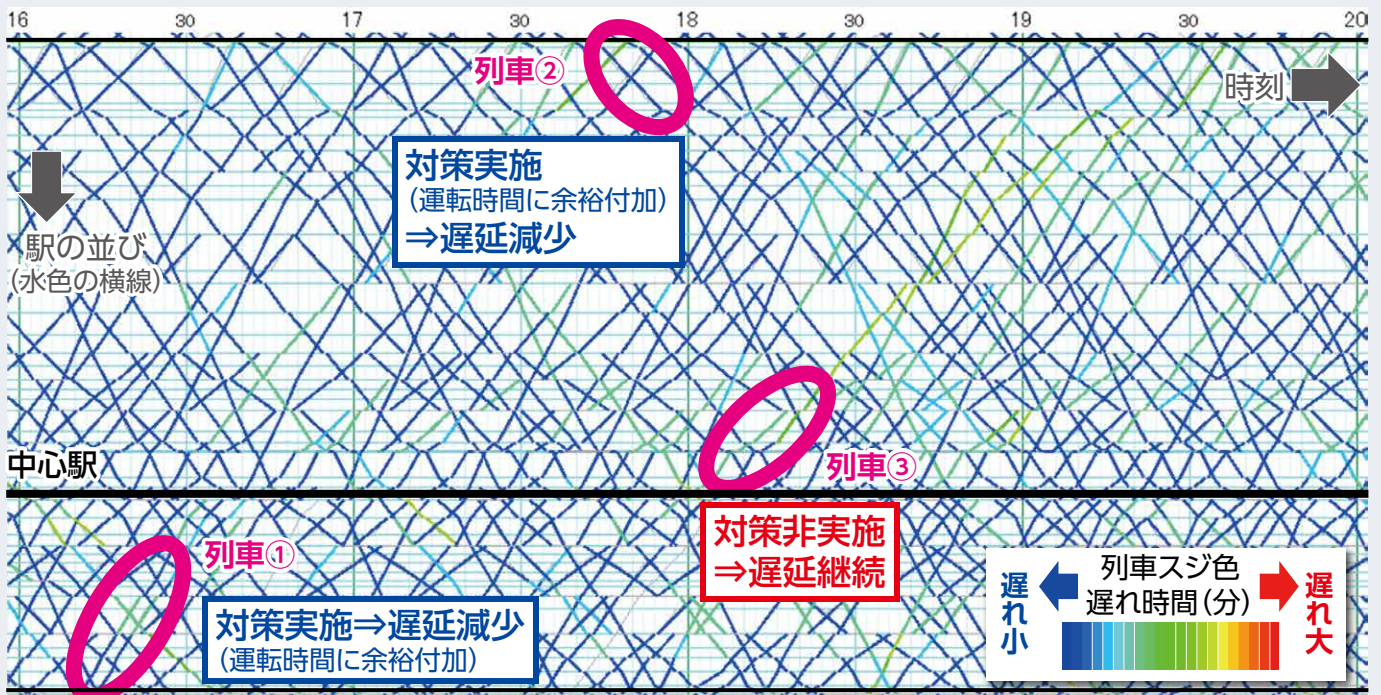 16 30 17 30 18 30 19 30 20
列車②
時刻
対策実施
(運転時間に余裕付加)
⇒遅延減少
駅の並び
(水色の横線)
中心駅
列車③
列車①
対策非実施
⇒遅延継続
対策実施⇒遅延減少
(運転時間に余裕付加)
遅れ小
列車スジ色
遅れ時間(分)
遅れ大